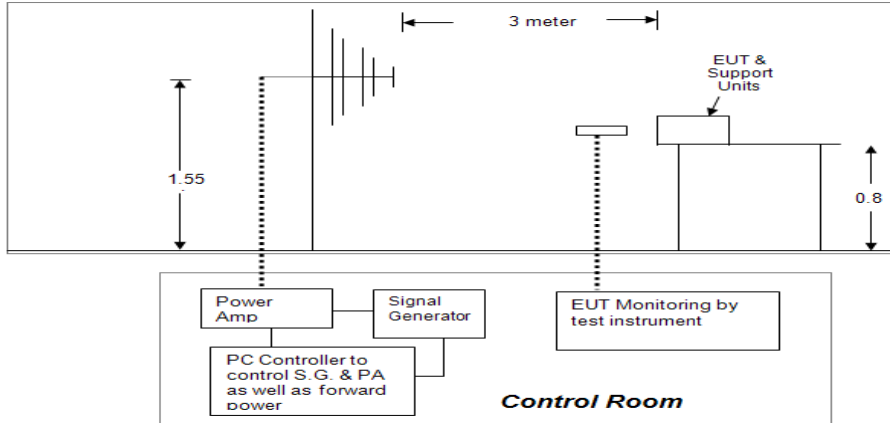 3 meter
EUT &
Support
Units
1.55
0.8
Power
Amp
Signal
Generator
EUT Monitoring by
test instrument
PC Controller to
control S.G. & PA
as well as forward
power
Control Room